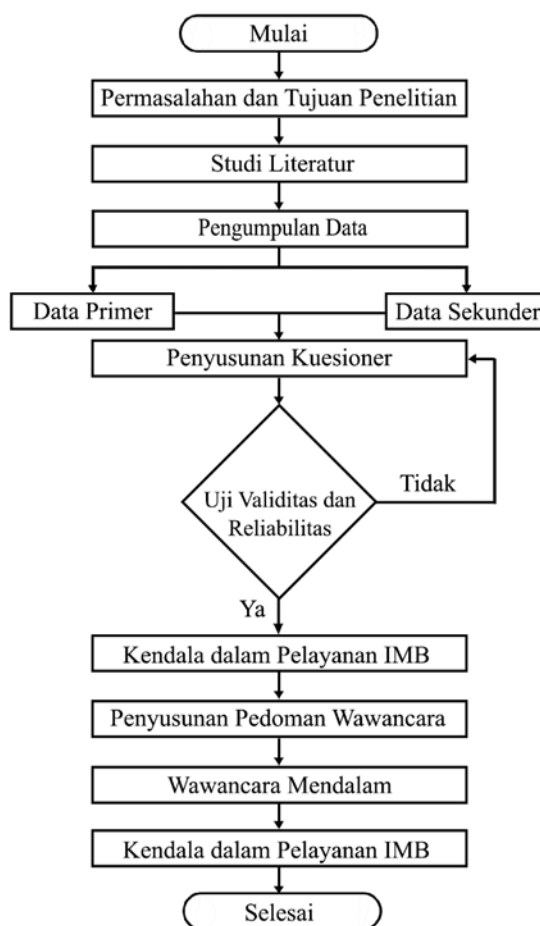 Mulai
Permasalahan dan Tujuan Penelitian
Studi Literatur
Pengumpulan Data
Data Primer
Data Sekunder
Penyusunan Kuesioner
Uji Validitas dan
Reliabilitas
Tidak
Ya
Kendala dalam Pelayanan IMB
Penyusunan Pedoman Wawancara
Wawancara Mendalam
Kendala dalam Pelayanan IMB
Selesai